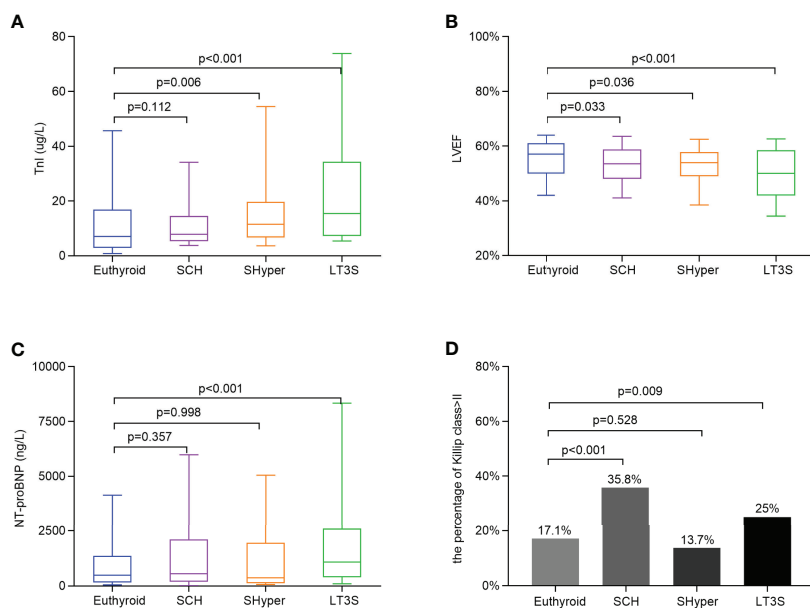 A
80
60
40
20
0
TnI (ug/L)
p<0.001
p=0.006
p=0.112
Euthyroid SCH SHyper LT3S
B
100%
80%
60%
40%
20%
LVEF
p<0.001
p=0.036
p=0.033
Euthyroid SCH SHyper LT3S
C
10000
7500
5000
2500
0
NT-proBNP (ng/L)
p<0.001
p=0.998
p=0.357
Euthyroid SCH SHyper LT3S
D
80%
60%
40%
20%
0%
the percentage of Killip class>II
p=0.009
p=0.528
p<0.001
17.1% 35.8% 13.7% 25%
Euthyroid SCH SHyper LT3S